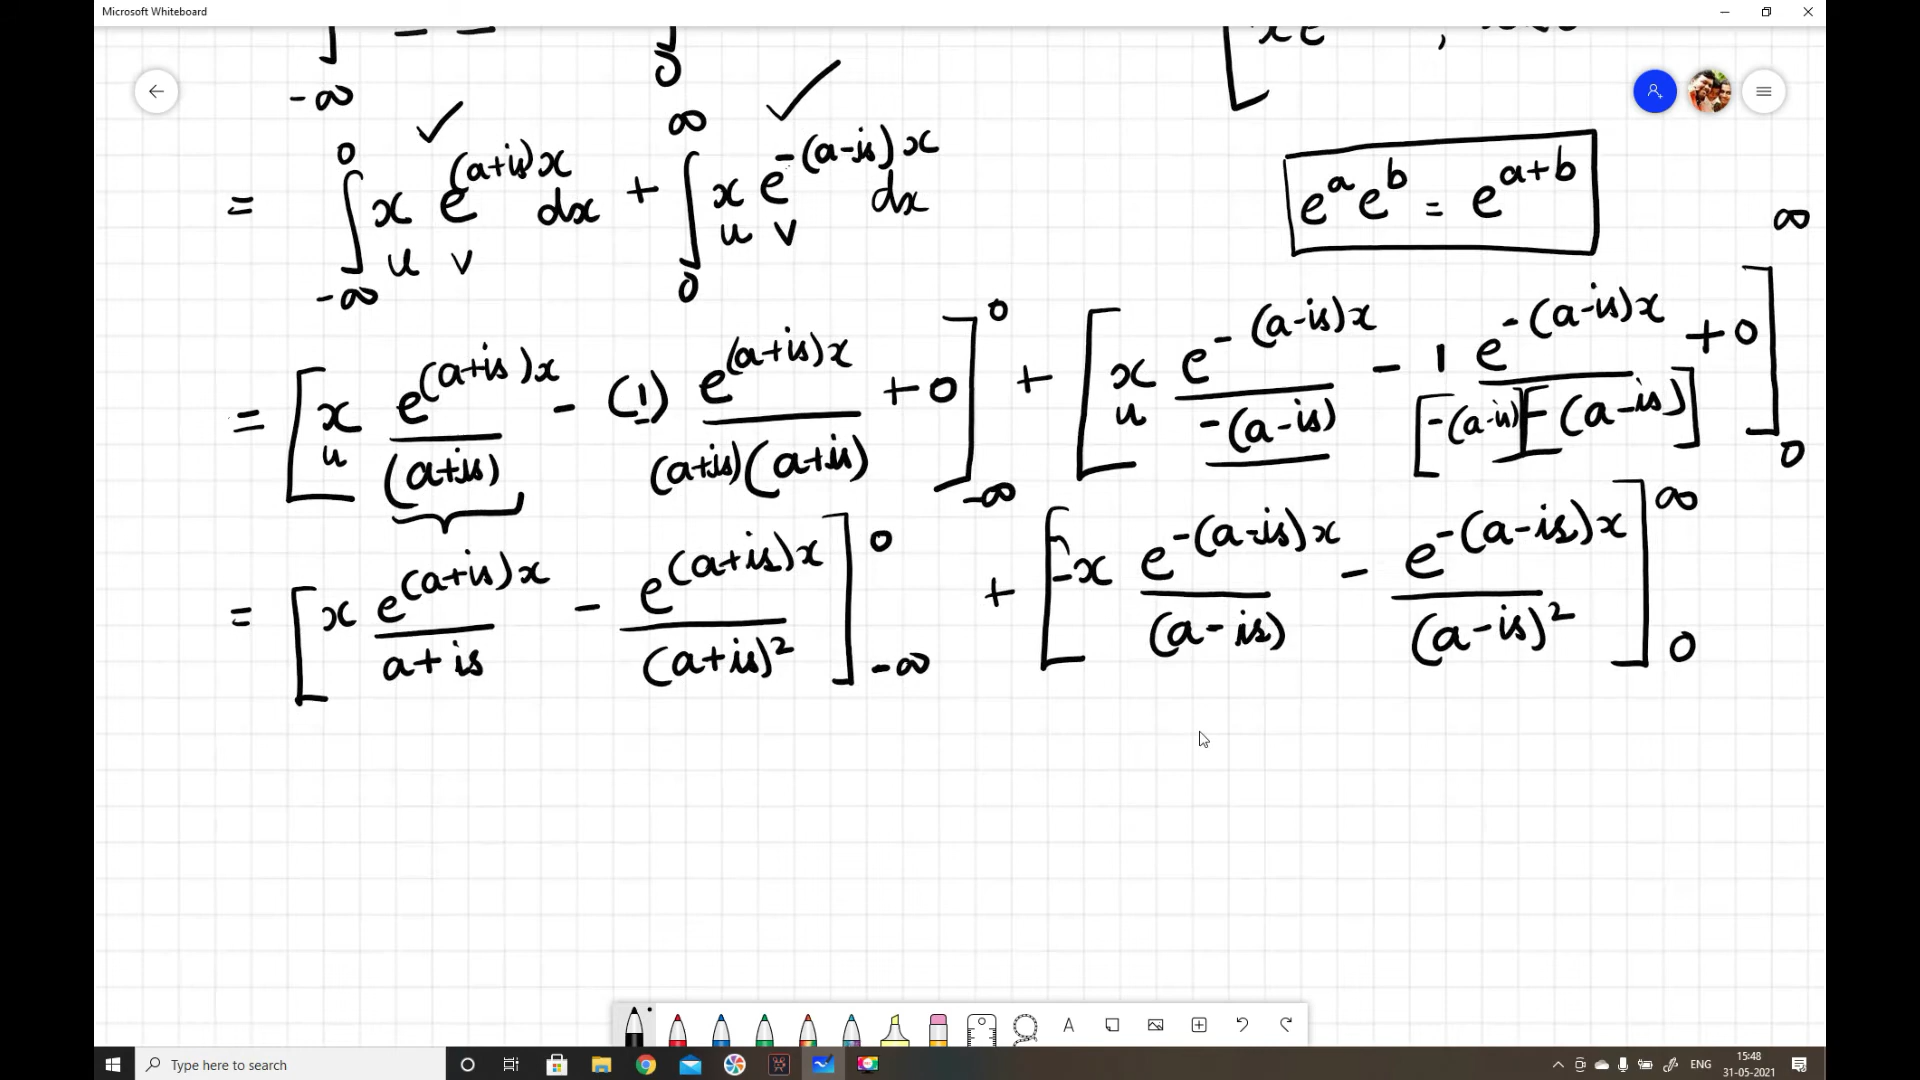 Microsoft Whiteboard
∫_{-∞} ∫_{0} [ x e , 
= ∫_{-∞}^{0} x e^{(a+is)x} dx + ∫_{0}^{∞} x e^{-(a-is)x} dx
u v u v
e^a e^b = e^{a+b}
= [ x e^{(a+is)x}/(a+is) - (1) e^{(a+is)x}/(a+is)(a+is) + 0 ]_{-∞}^{0} + [ x e^{-(a-is)x}/-(a-is) - 1 e^{-(a-is)x}/[-(a-is)][-(a-is)] + 0 ]_{0}^{∞}
u u
= [ x e^{(a+is)x}/a+is - e^{(a+is)x}/(a+is)^2 ]_{-∞}^{0} + [ -x e^{-(a-is)x}/(a-is) - e^{-(a-is)x}/(a-is)^2 ]_{0}^{∞}
Type here to search
ENG
15:48
31-05-2021